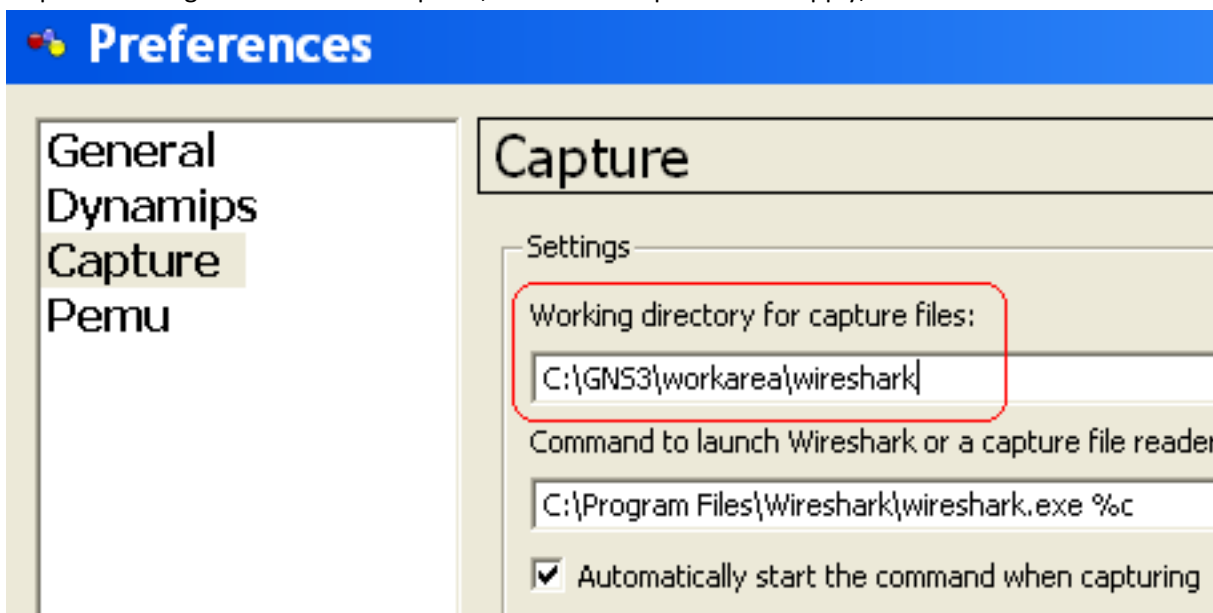 Preferences
General
Dynamips
Capture
Pemu
Capture
Settings
Working directory for capture files:
C:\GNS3\workarea\wireshark
Command to launch Wireshark or a capture file reader
C:\Program Files\Wireshark\wireshark.exe %c
Automatically start the command when capturing